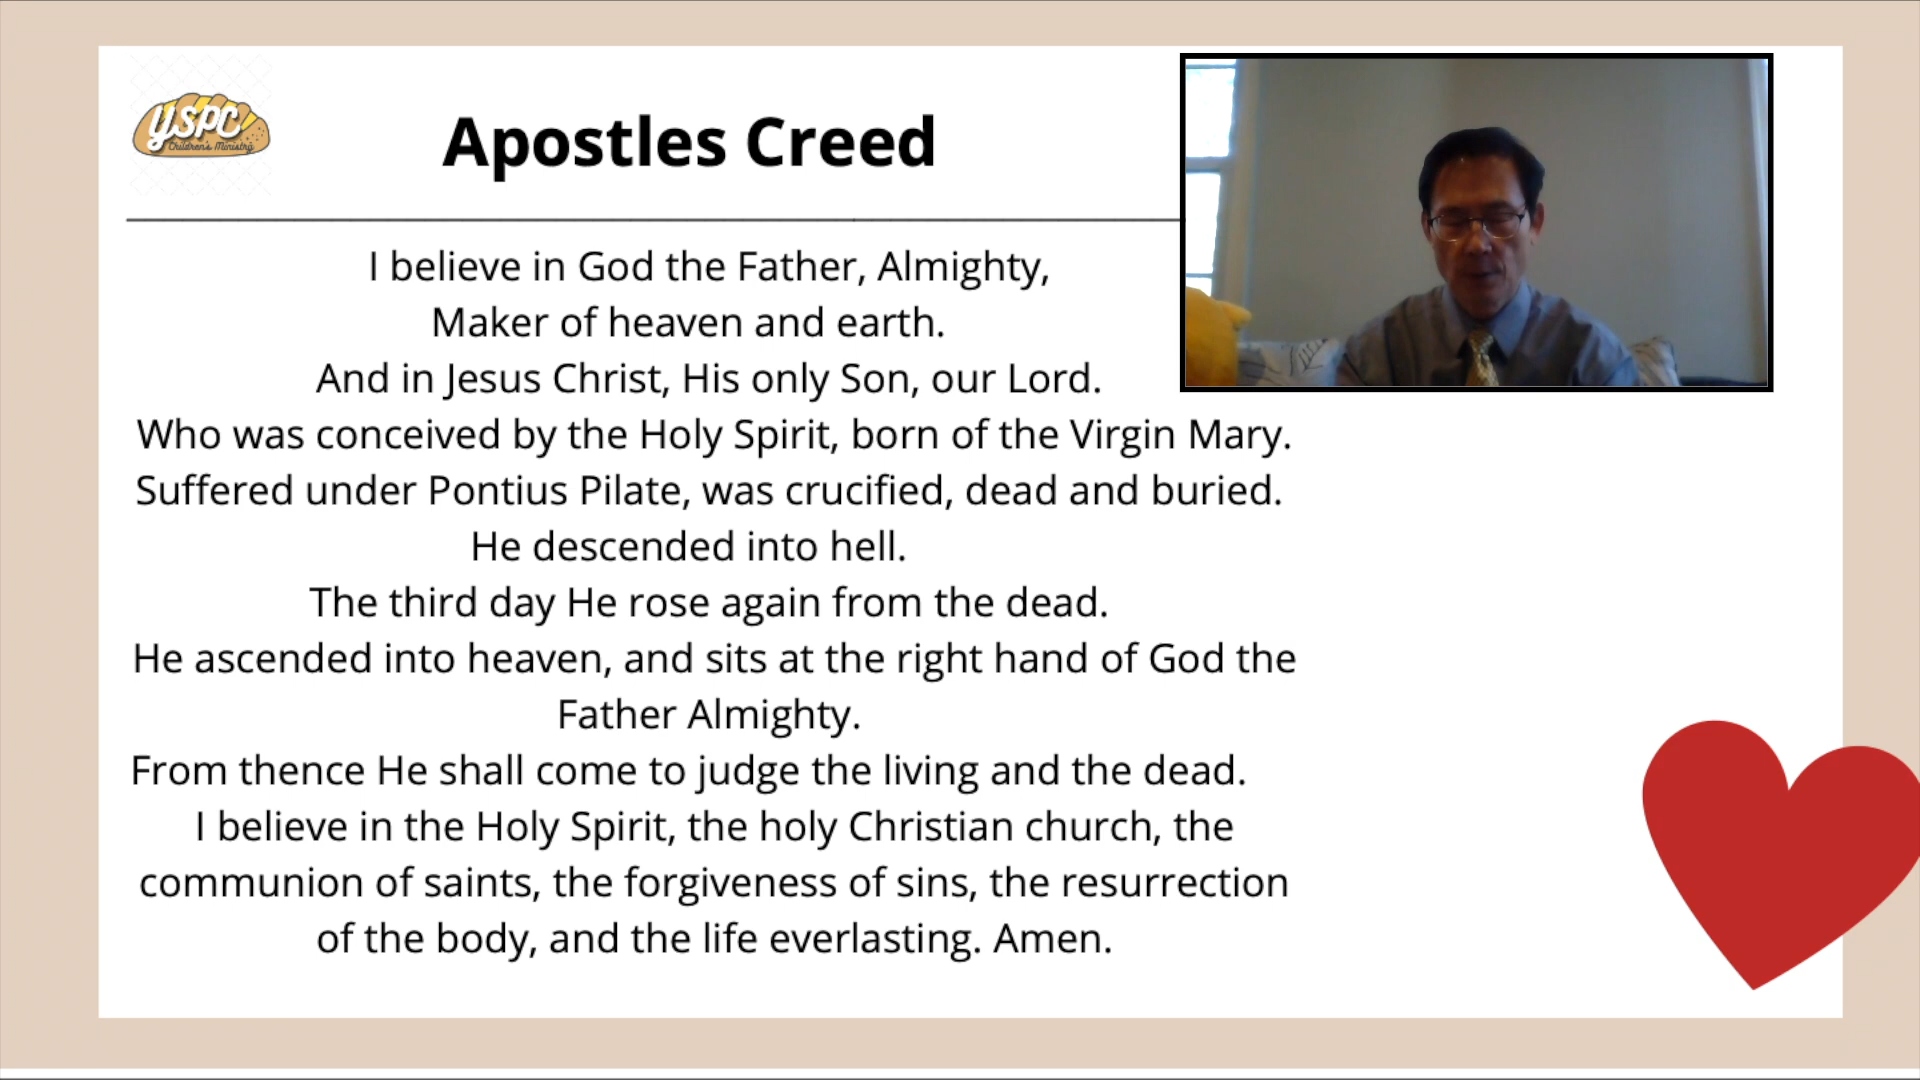 YSPC
Children's Ministry
Apostles Creed
I believe in God the Father, Almighty,
Maker of heaven and earth.
And in Jesus Christ, His only Son, our Lord.
Who was conceived by the Holy Spirit, born of the Virgin Mary.
Suffered under Pontius Pilate, was crucified, dead and buried.
He descended into hell.
The third day He rose again from the dead.
He ascended into heaven, and sits at the right hand of God the
Father Almighty.
From thence He shall come to judge the living and the dead.
I believe in the Holy Spirit, the holy Christian church, the
communion of saints, the forgiveness of sins, the resurrection
of the body, and the life everlasting. Amen.